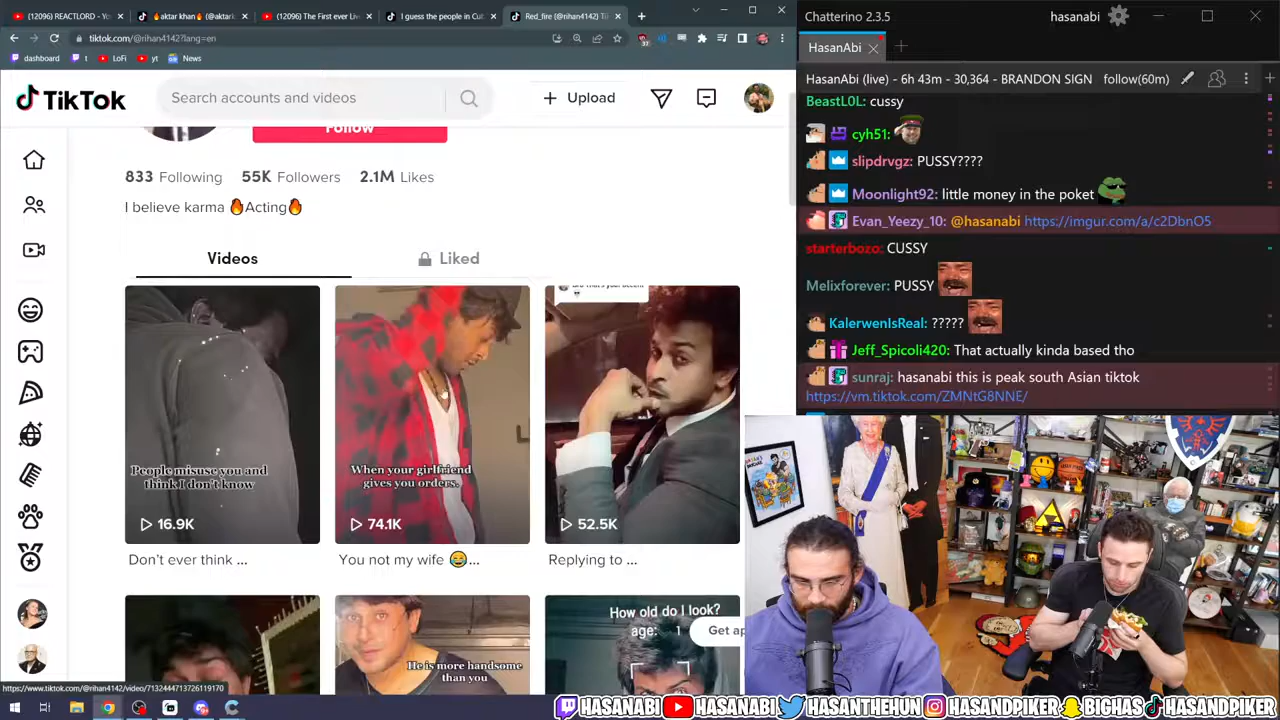 (12096) REACTLORD - Yo
aktar khan (@aktark
(12096) The First ever Liv
I guess the people in Cut
Red_fire (@rihan4142) Ti
tiktok.com/@rihan4142?lang=en
dashboard
t
LoFi
yt
News
TikTok
Search accounts and videos
Upload
Follow
833 Following 55K Followers 2.1M Likes
I believe karma 🔥Acting🔥
Videos
Liked
People misuse you and
think I don't know
16.9K
Don't ever think ...
When your girlfriend
gives you orders.
74.1K
You not my wife 😂...
52.5K
Replying to ...
He is more handsome
than you
How old do I look?
age: 1
Get ap
https://www.tiktok.com/@rihan4142/video/7132444713726119170
Chatterino 2.3.5
hasanabi
HasanAbi
HasanAbi (live) - 6h 43m - 30,364 - BRANDON SIGN follow(60m)
BeastL0L: cussy
cyh51:
slipdrvgz: PUSSY????
Moonlight92: little money in the poket
Evan_Yeezy_10: @hasanabi https://imgur.com/a/c2DbnO5
starterbozo: CUSSY
Melixforever: PUSSY
KalerwenIsReal: ?????
Jeff_Spicoli420: That actually kinda based tho
sunraj: hasanabi this is peak south Asian tiktok
https://vm.tiktok.com/ZMNtG8NNE/
HASANABI HASANABI HASANTHEHUN HASANDPIKER BIGHAS HASANDPIKER